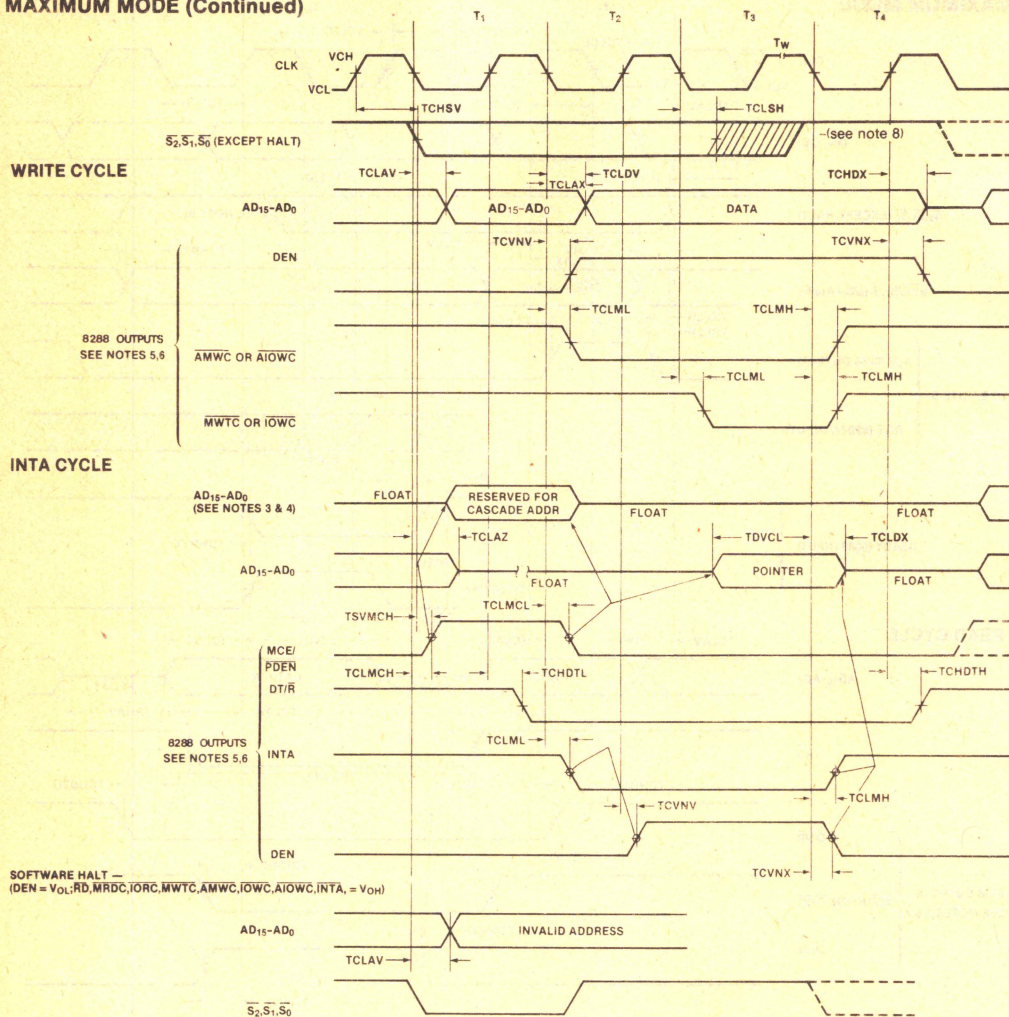 MAXIMUM MODE (Continued)
T1 T2 T3 T4
TW
CLK
VCH
VCL
TCHSV
TCLSH
S2,S1,S0 (EXCEPT HALT)
(see note 8)
WRITE CYCLE
TCLAV
TCLDV
TCLAX
TCHDX
AD15-AD0
AD15-AD0
DATA
TCVNV
TCVNX
DEN
TCLML
TCLMH
8288 OUTPUTS
SEE NOTES 5,6
AMWC OR AIOWC
TCLML
TCLMH
MWTC OR IOWC
INTA CYCLE
AD15-AD0
(SEE NOTES 3 & 4)
FLOAT
RESERVED FOR
CASCADE ADDR
FLOAT
FLOAT
TCLAZ
TDVCL
TCLDX
AD15-AD0
FLOAT
POINTER
FLOAT
TSVMCH
TCLMCL
MCE/
PDEN
TCLMCH
TCHDTL
TCHDTH
DT/R
8288 OUTPUTS
SEE NOTES 5,6
TCLML
INTA
TCLMH
TCVNV
DEN
TCVNX
SOFTWARE HALT —
(DEN = VOL;RD,MRDC,IORC,MWTC,AMWC,IOWC,AIOWC,INTA, = VOH)
AD15-AD0
INVALID ADDRESS
TCLAV
S2,S1,S0